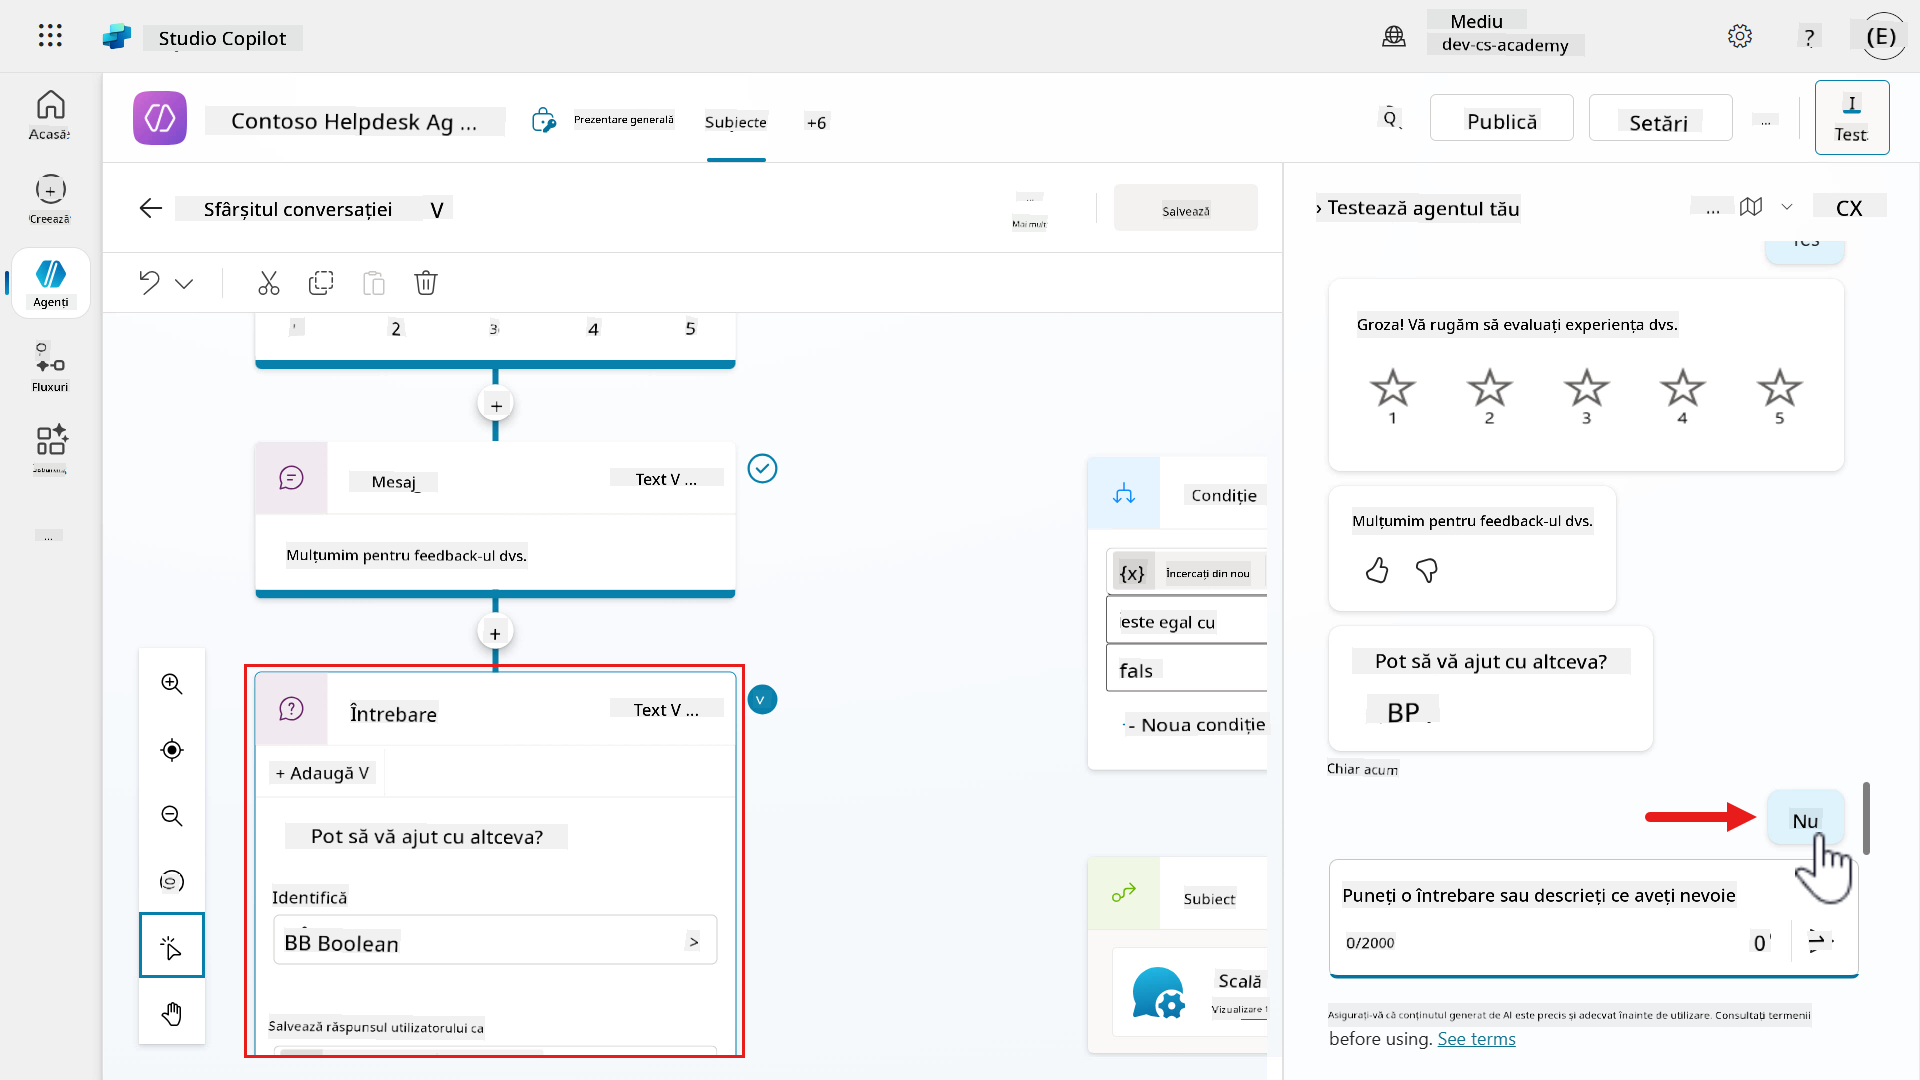 Studio Copilot
Mediu
dev-cs-academy
?
(E)
Acasă
Creează
Agenți
Fluxuri
...
Contoso Helpdesk Ag ...
Prezentare generală
Subiecte
+6
Publică
Setări
...
Test
Sfârșitul conversației V
...
Mai mult
Salvează
2 3 4 5
Mesaj
Text V ...
Mulțumim pentru feedback-ul dvs.
Întrebare
Text V ...
+ Adaugă V
Pot să vă ajut cu altceva?
Identifică
BB Boolean >
Salvează răspunsul utilizatorului ca
Condiție
{x} Încercați din nou
este egal cu
fals
- Noua condiție
Subiect
Scală
Vizualizare
› Testează agentul tău
...
CX
Yes
Groza! Vă rugăm să evaluați experiența dvs.
1 2 3 4 5
Mulțumim pentru feedback-ul dvs.
Pot să vă ajut cu altceva?
BP
Chiar acum
Nu
Puneți o întrebare sau descrieți ce aveți nevoie
0/2000
Asigurați-vă că conținutul generat de AI este precis și adecvat înainte de utilizare. Consultați termenii
before using. See terms